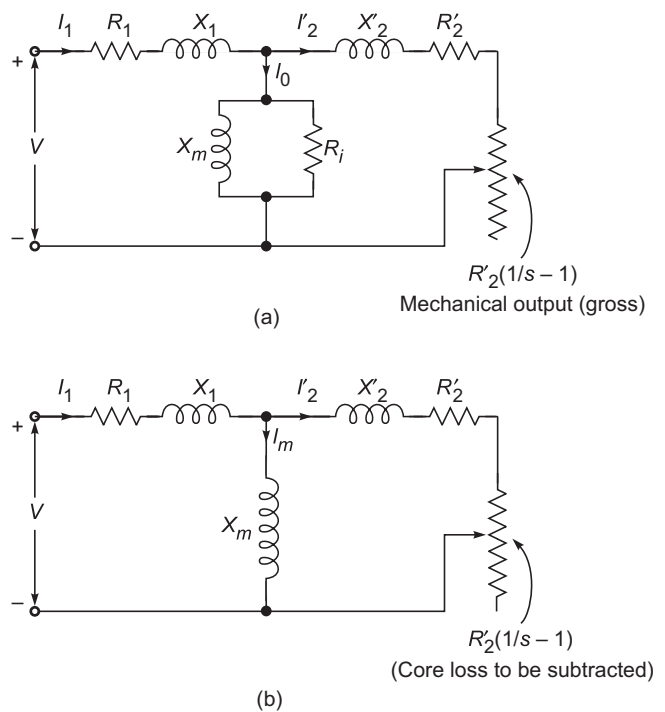 I1 R1 X1 I′2 X′2 R′2
+
I0
V
Xm Ri
–
R′2(1/s – 1)
Mechanical output (gross)
(a)
I1 R1 X1 I′2 X′2 R′2
+
Im
V
Xm
–
R′2(1/s – 1)
(Core loss to be subtracted)
(b)